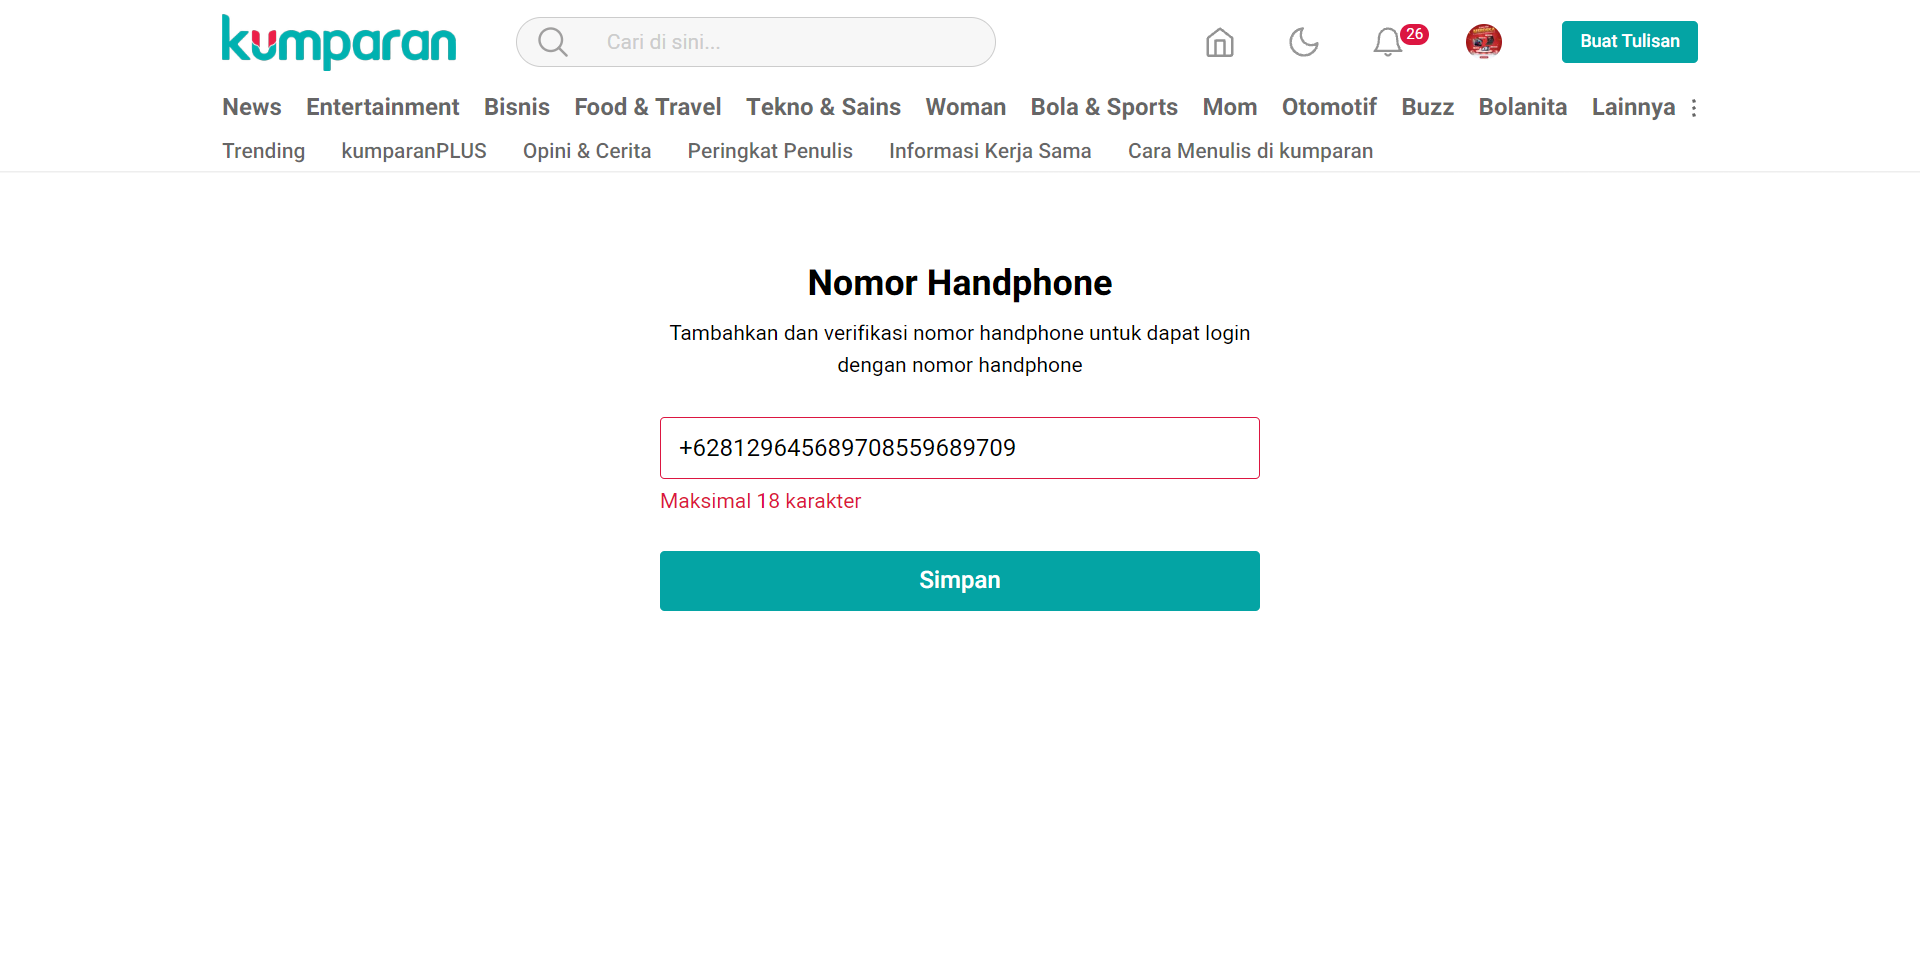 kumparan
Cari di sini...
26
Buat Tulisan
News Entertainment Bisnis Food & Travel Tekno & Sains Woman Bola & Sports Mom Otomotif Buzz Bolanita Lainnya
Trending kumparanPLUS Opini & Cerita Peringkat Penulis Informasi Kerja Sama Cara Menulis di kumparan
Nomor Handphone
Tambahkan dan verifikasi nomor handphone untuk dapat login
dengan nomor handphone
+628129645689708559689709
Maksimal 18 karakter
Simpan